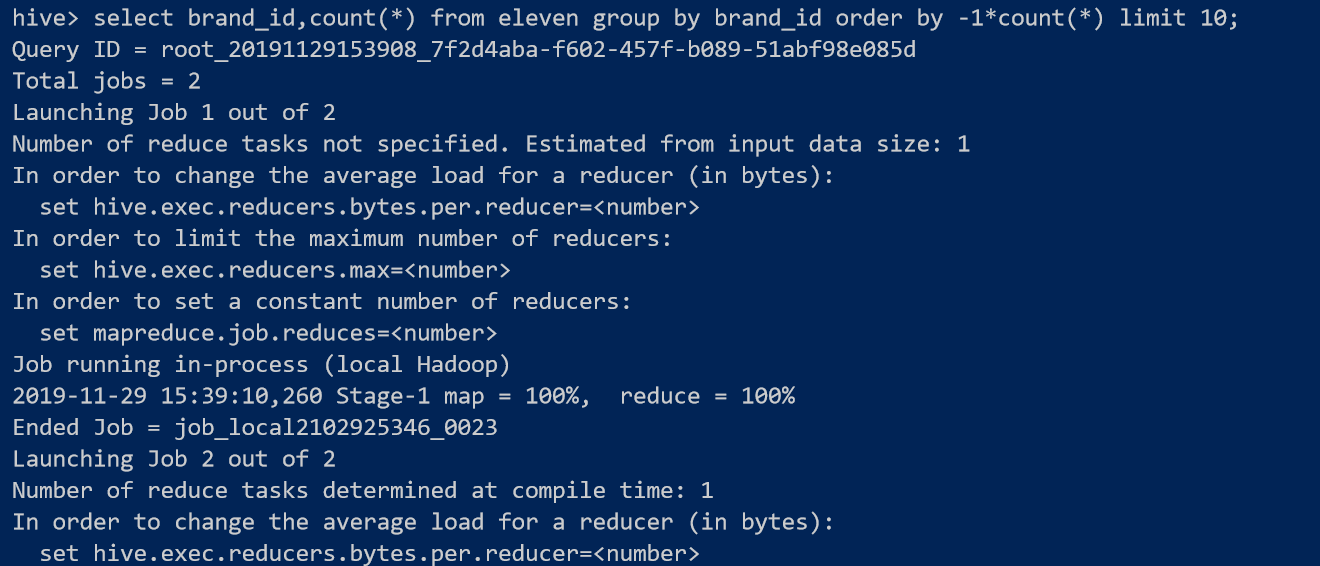 hive> select brand_id,count(*) from eleven group by brand_id order by -1*count(*) limit 10;
Query ID = root_20191129153908_7f2d4aba-f602-457f-b089-51abf98e085d
Total jobs = 2
Launching Job 1 out of 2
Number of reduce tasks not specified. Estimated from input data size: 1
In order to change the average load for a reducer (in bytes):
  set hive.exec.reducers.bytes.per.reducer=<number>
In order to limit the maximum number of reducers:
  set hive.exec.reducers.max=<number>
In order to set a constant number of reducers:
  set mapreduce.job.reduces=<number>
Job running in-process (local Hadoop)
2019-11-29 15:39:10,260 Stage-1 map = 100%,  reduce = 100%
Ended Job = job_local2102925346_0023
Launching Job 2 out of 2
Number of reduce tasks determined at compile time: 1
In order to change the average load for a reducer (in bytes):
  set hive.exec.reducers.bytes.per.reducer=<number>